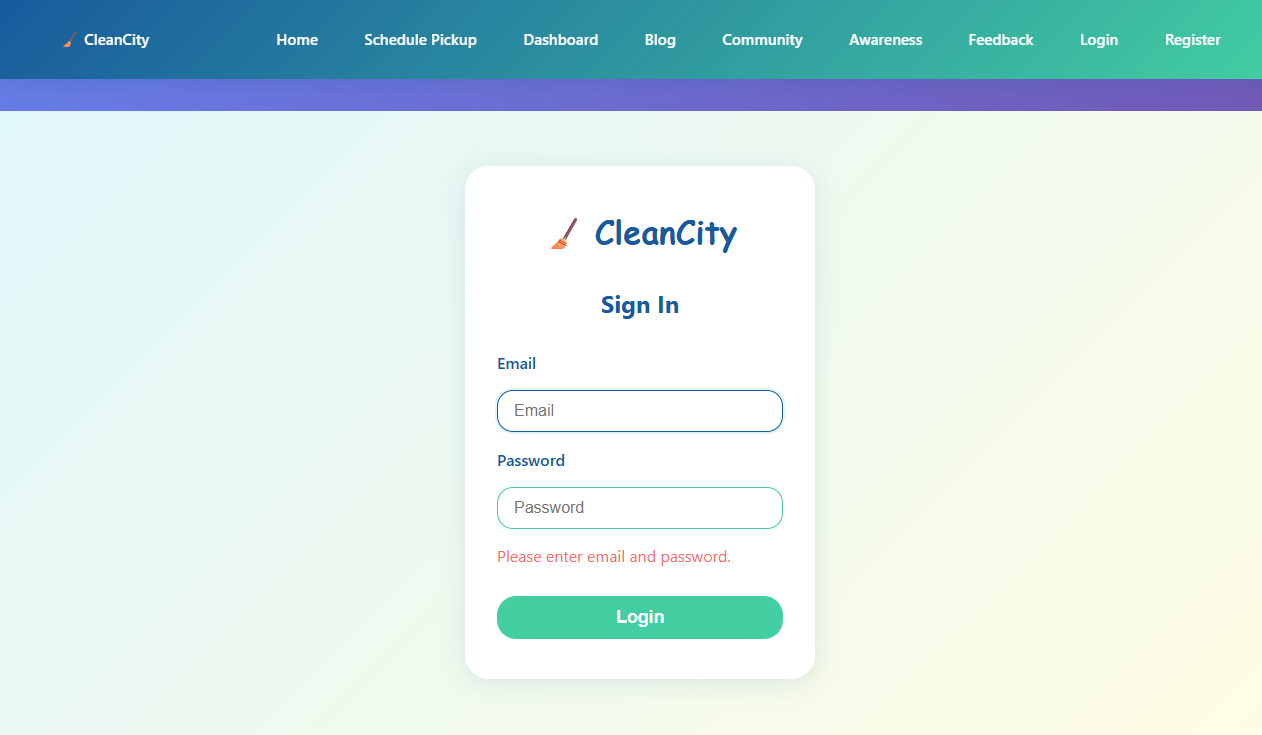 CleanCity Home Schedule Pickup Dashboard Blog Community Awareness Feedback Login Register
CleanCity
Sign In
Email
Email
Password
Password
Please enter email and password.
Login